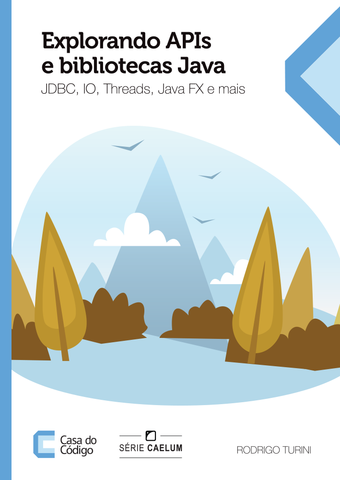 Explorando APIs
e bibliotecas Java
JDBC, IO, Threads, Java FX e mais
Casa do
Código
SÉRIE CAELUM
RODRIGO TURINI